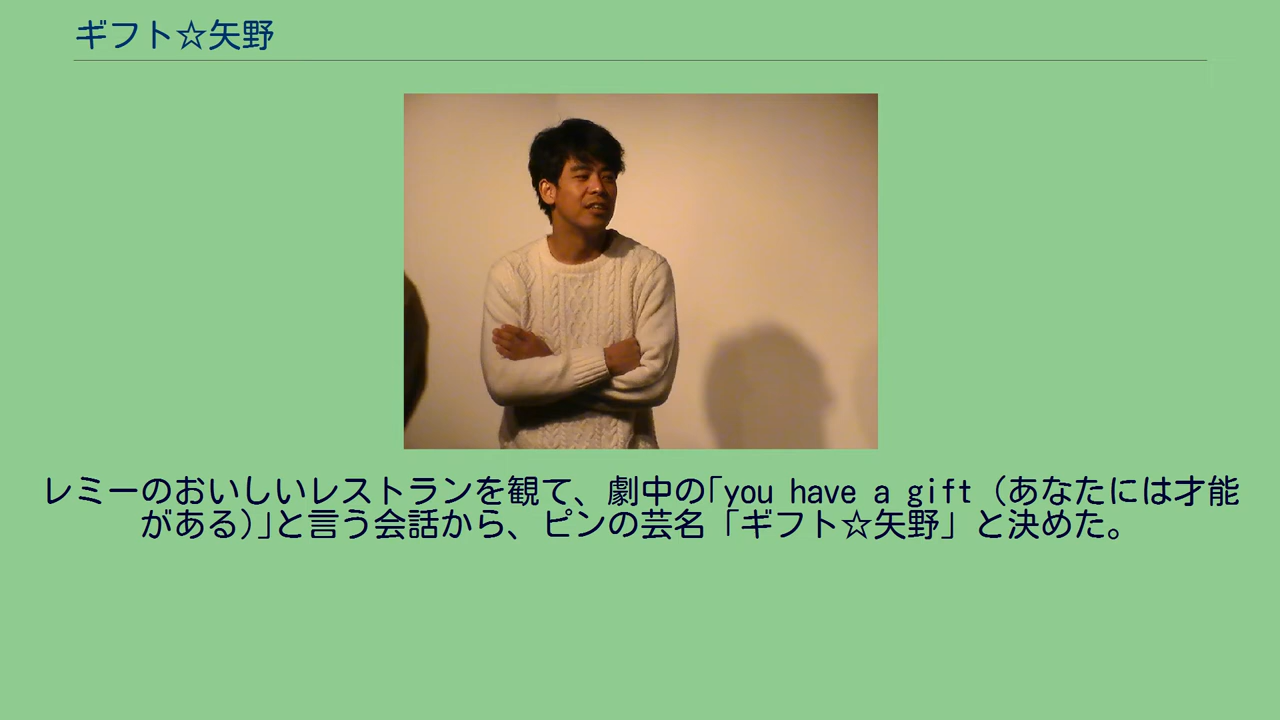 ギフト☆矢野
レミーのおいしいレストランを観て、劇中の｢you have a gift (あなたには才能
がある)｣と言う会話から、ピンの芸名「ギフト☆矢野」と決めた。